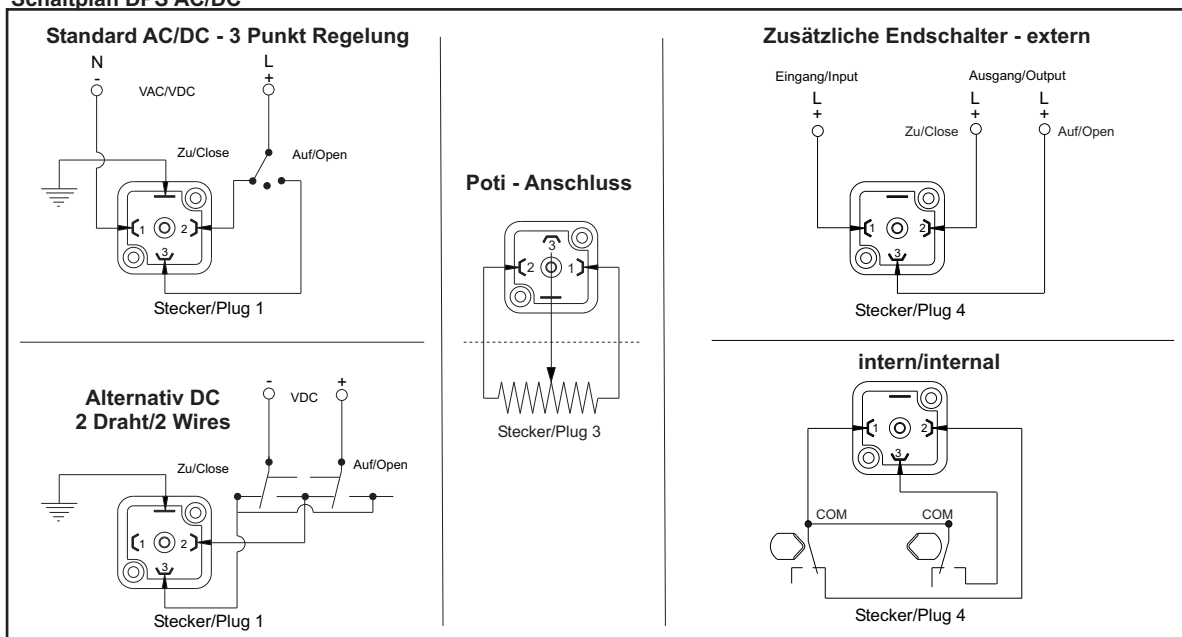 Schaltplan DPS AC/DC
Standard AC/DC - 3 Punkt Regelung
N
-
L
+
VAC/VDC
Zu/Close
Auf/Open
1
2
3
Stecker/Plug 1
Alternativ DC
2 Draht/2 Wires
-
+
VDC
Zu/Close
Auf/Open
1
2
3
Stecker/Plug 1
Poti - Anschluss
3
2
1
Stecker/Plug 3
Zusätzliche Endschalter - extern
Eingang/Input
Ausgang/Output
L
+
L
+
L
+
Zu/Close
Auf/Open
1
2
3
Stecker/Plug 4
intern/internal
1
2
3
COM
COM
Stecker/Plug 4